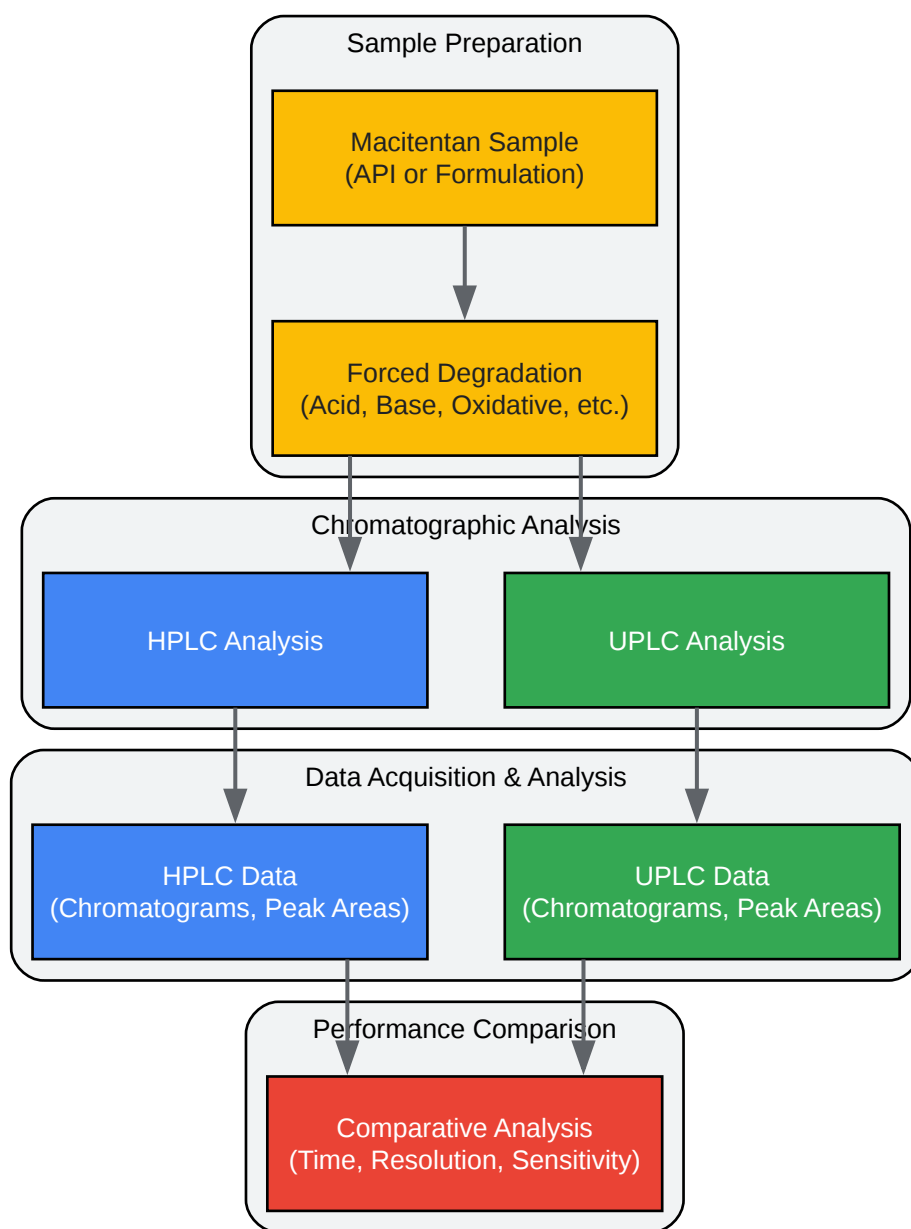 Sample Preparation
Macitentan Sample
(API or Formulation)
Forced Degradation
(Acid, Base, Oxidative, etc.)
Chromatographic Analysis
HPLC Analysis
UPLC Analysis
Data Acquisition & Analysis
HPLC Data
(Chromatograms, Peak Areas)
UPLC Data
(Chromatograms, Peak Areas)
Performance Comparison
Comparative Analysis
(Time, Resolution, Sensitivity)